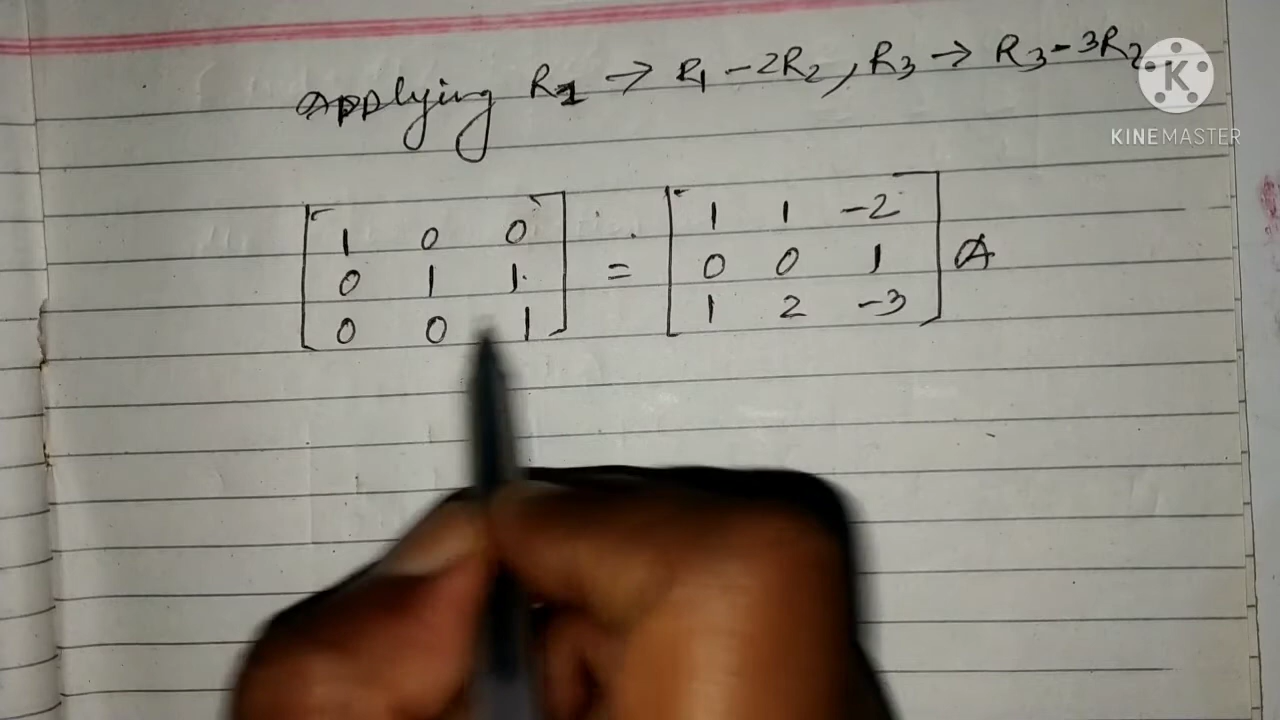 applying R1 → R1 - 2R2, R3 → R3 - 3R2
K
KINEMASTER
1 0 0 1 1 -2
0 1 1 = 0 0 1 A
0 0 1 1 2 -3